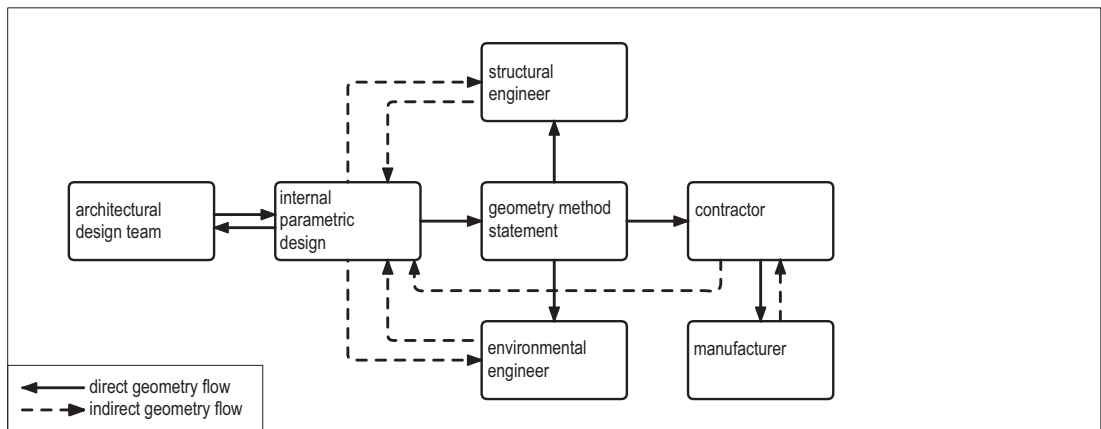 structural
engineer
architectural
design team
internal
parametric
design
geometry method
statement
contractor
environmental
engineer
manufacturer
direct geometry flow
indirect geometry flow